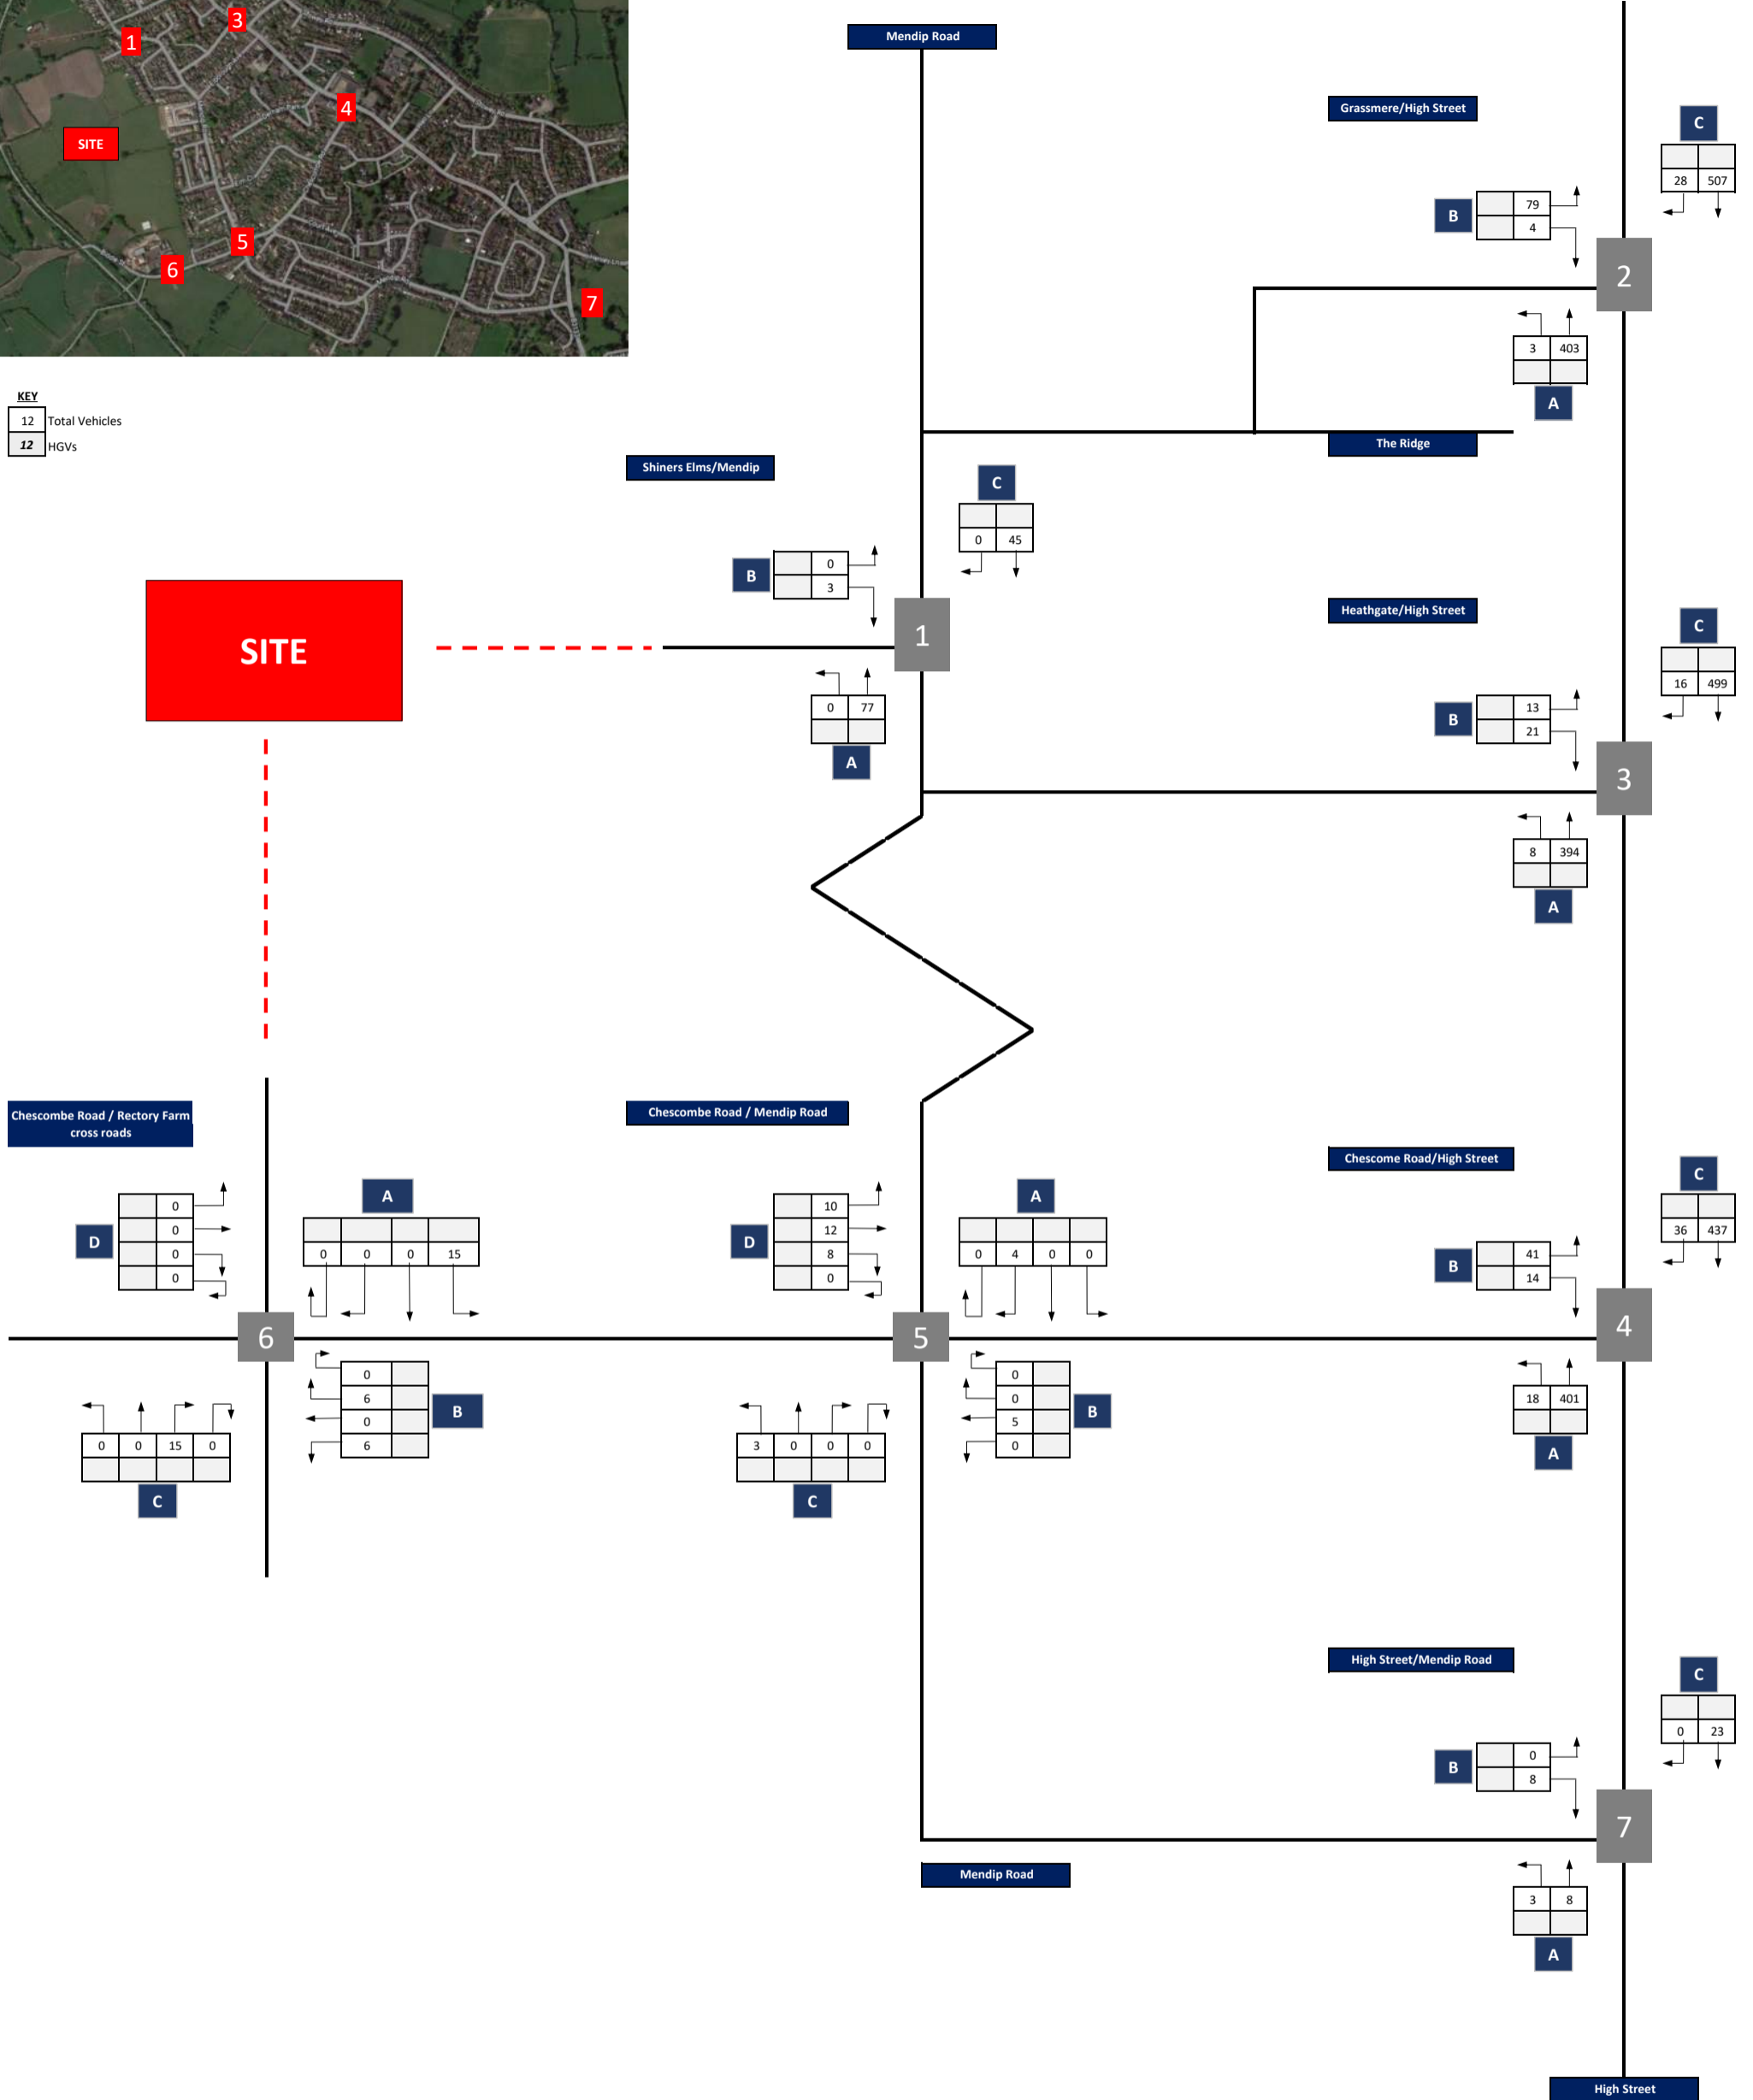 1
3
4
SITE
5
6
7
KEY
12 Total Vehicles
12 HGVs
Mendip Road
Grassmere/High Street
C
28 507
B
79
4
2
3 403
A
The Ridge
Shiners Elms/Mendip
C
0 45
B
0
3
1
0 77
A
SITE
Heathgate/High Street
C
16 499
B
13
21
3
8 394
A
Chescombe Road / Rectory Farm
cross roads
D
0
0
0
0
A
0 0 0 15
6
0
6
0
6
B
0 0 15 0
C
Chescombe Road / Mendip Road
D
10
12
8
0
A
0 4 0 0
5
0
0
5
0
B
3 0 0 0
C
Chescome Road/High Street
C
36 437
B
41
14
4
18 401
A
High Street/Mendip Road
C
0 23
B
0
8
7
Mendip Road
3 8
A
High Street